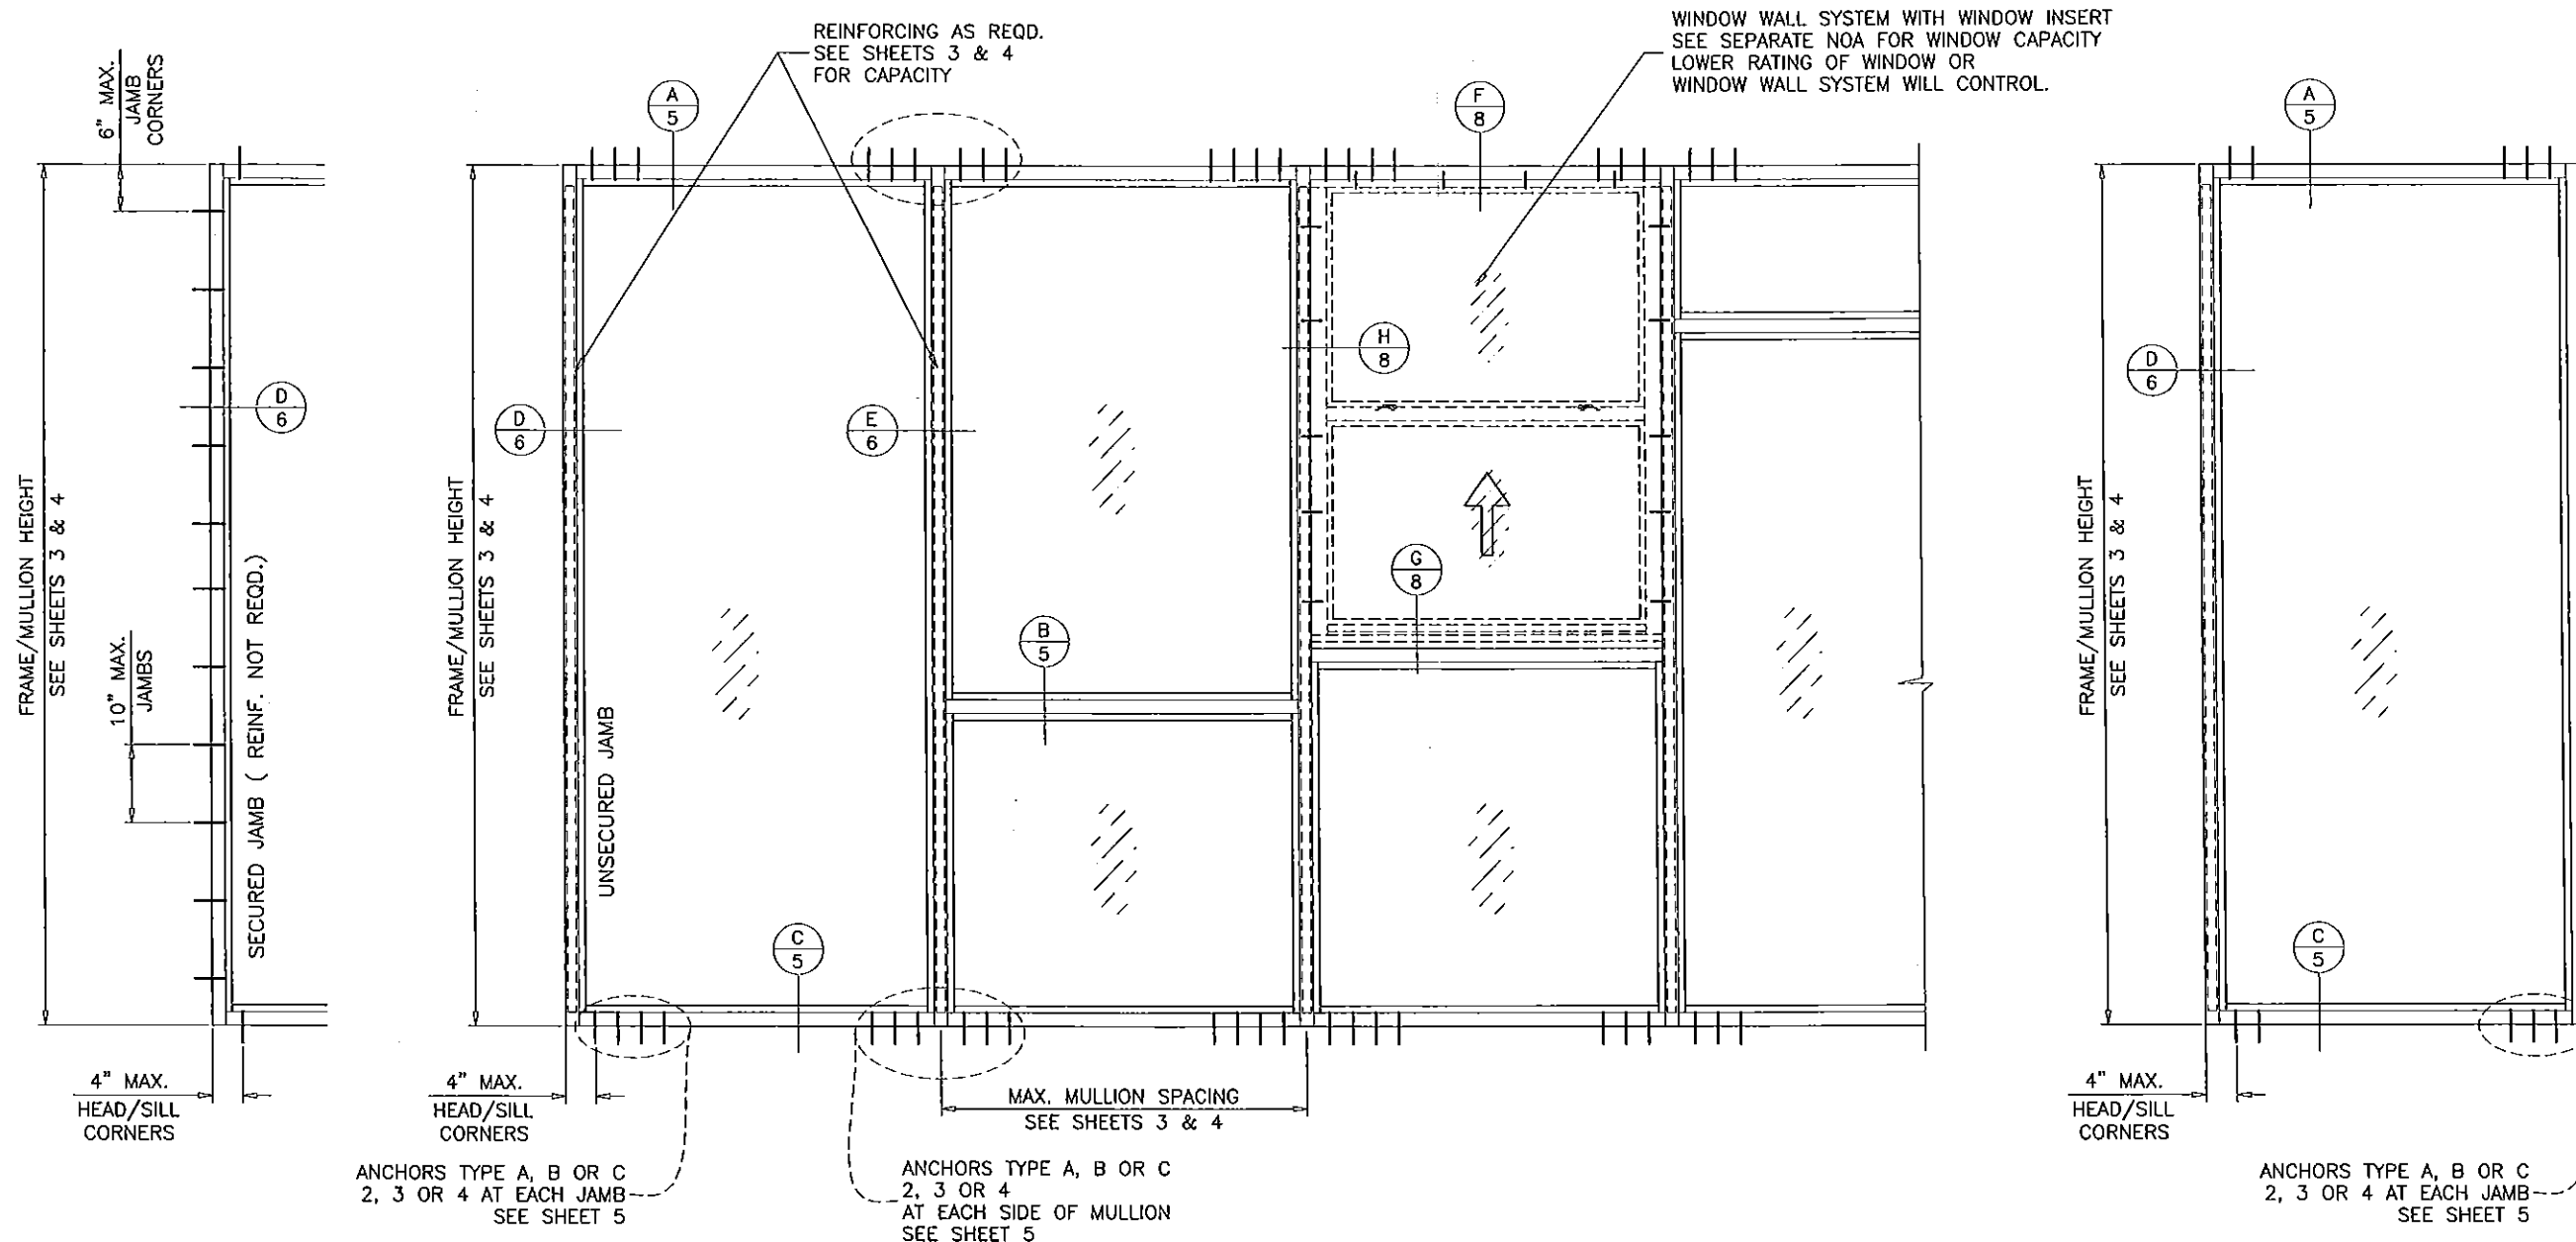 6" MAX.
JAMB
CORNERS
FRAME/MULLION HEIGHT
SEE SHEETS 3 & 4
10" MAX.
JAMBS
SECURED JAMB ( REINF. NOT REQD.)
D
6
4" MAX.
HEAD/SILL
CORNERS
REINFORCING AS REQD.
SEE SHEETS 3 & 4
FOR CAPACITY
WINDOW WALL SYSTEM WITH WINDOW INSERT
SEE SEPARATE NOA FOR WINDOW CAPACITY
LOWER RATING OF WINDOW OR
WINDOW WALL SYSTEM WILL CONTROL.
A
5
F
8
FRAME/MULLION HEIGHT
SEE SHEETS 3 & 4
D
6
E
6
H
8
G
8
B
5
C
5
UNSECURED JAMB
4" MAX.
HEAD/SILL
CORNERS
MAX. MULLION SPACING
SEE SHEETS 3 & 4
ANCHORS TYPE A, B OR C
2, 3 OR 4 AT EACH JAMB
SEE SHEET 5
ANCHORS TYPE A, B OR C
2, 3 OR 4
AT EACH SIDE OF MULLION
SEE SHEET 5
A
5
D
6
FRAME/MULLION HEIGHT
SEE SHEETS 3 & 4
C
5
4" MAX.
HEAD/SILL
CORNERS
ANCHORS TYPE A, B OR C
2, 3 OR 4 AT EACH JAMB
SEE SHEET 5